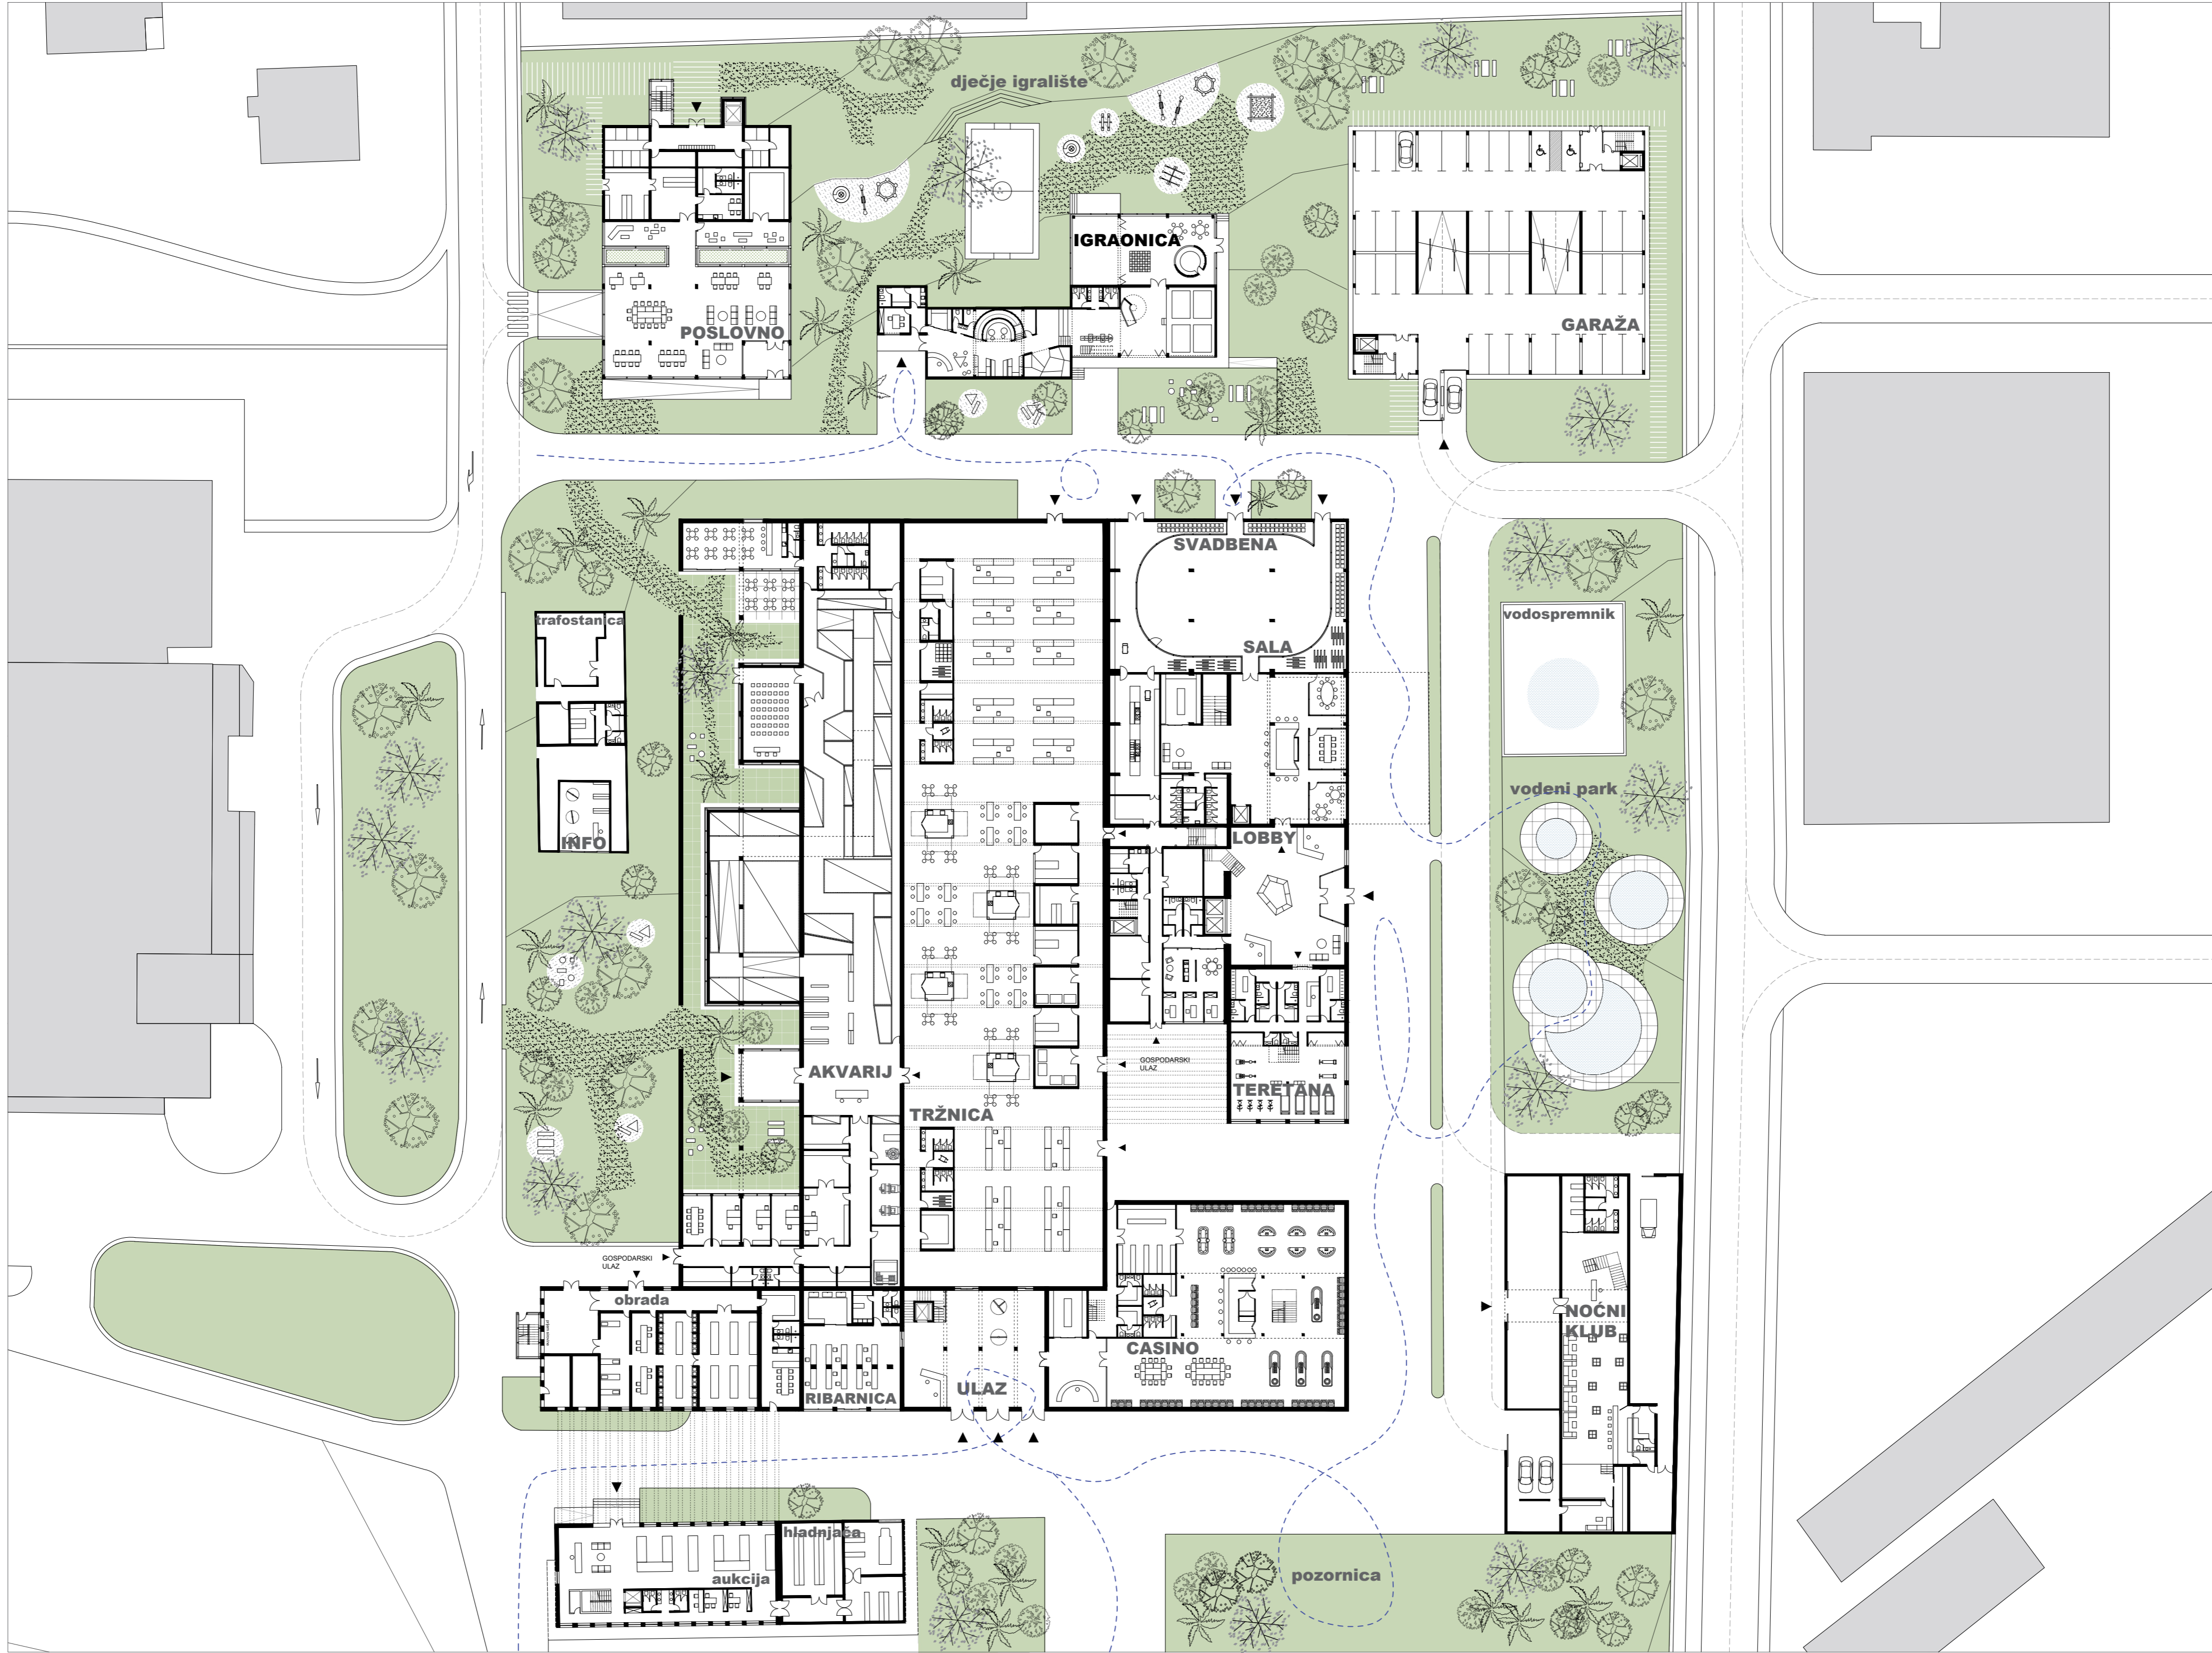 dječje igralište
IGRAONICA
POSLOVNO
GARAŽA
SVADBENA
SALA
trafostanica
vodospremnik
vodeni park
INFO
LOBBY
AKVARIJ
GOSPODARSKI
ULAZ
TERETANA
TRŽNICA
GOSPODARSKI
ULAZ
obrada
NOĆNI
KLUB
CASINO
RIBARNICA
ULAZ
hladnjača
aukcija
pozornica